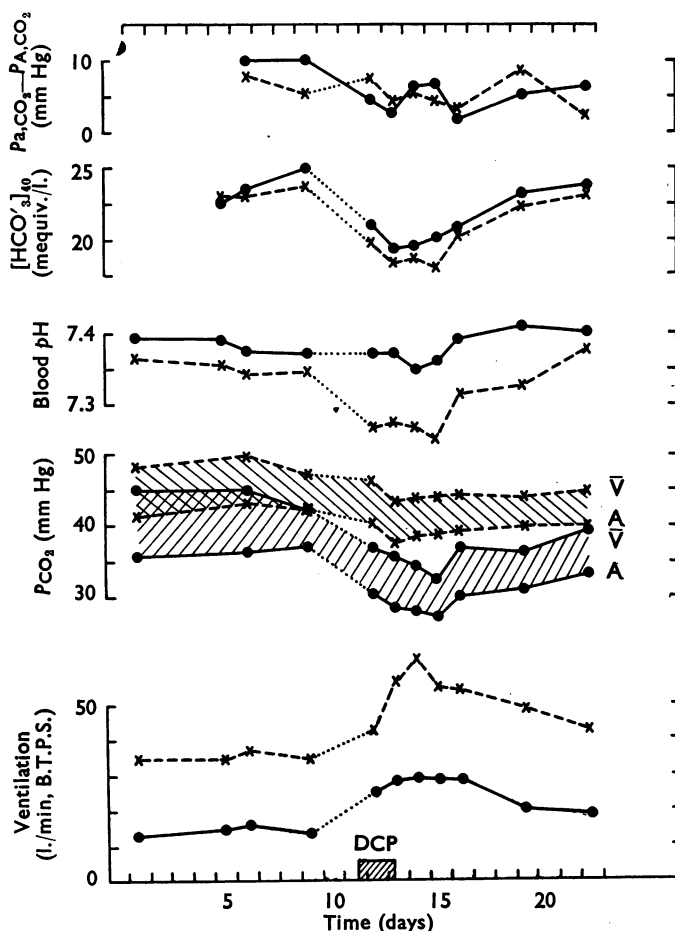 Pa,CO₂—PA,CO₂
(mm Hg)
10
5
0
[HCO′₃]₄₀
(mequiv./l.)
25
20
Blood pH
7.4
7.3
PCO₂ (mm Hg)
50
40
30
V̄
A
V̄
A
Ventilation
(l./min, B.T.P.S.)
50
0
DCP
5
10
15
20
Time (days)